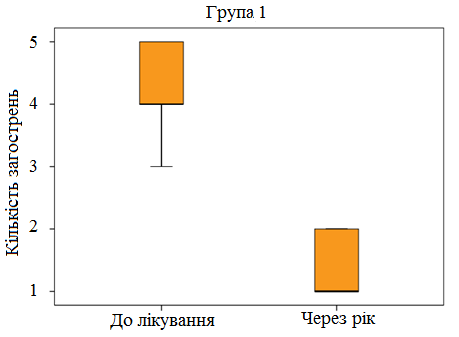 Група 1
Кількість загострень
5
4
3
2
1
До лікування
Через рік